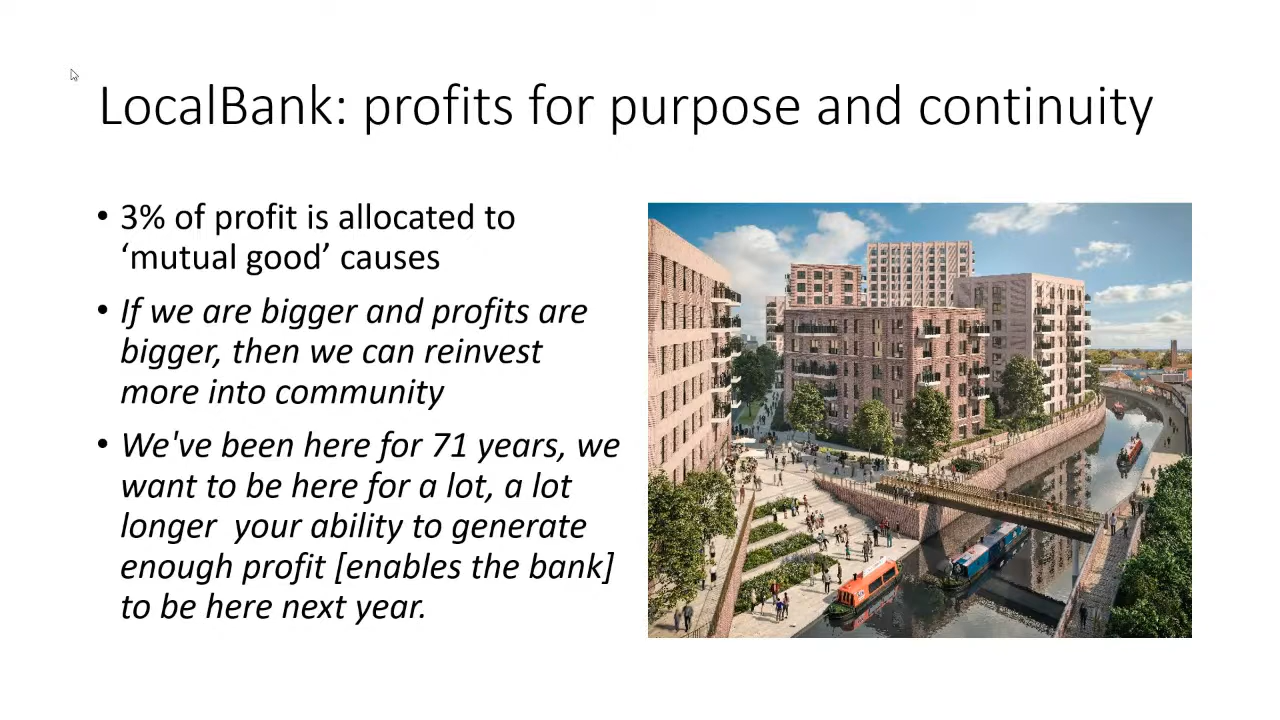 LocalBank: profits for purpose and continuity
• 3% of profit is allocated to
‘mutual good’ causes
• If we are bigger and profits are
bigger, then we can reinvest
more into community
• We've been here for 71 years, we
want to be here for a lot, a lot
longer  your ability to generate
enough profit [enables the bank]
to be here next year.